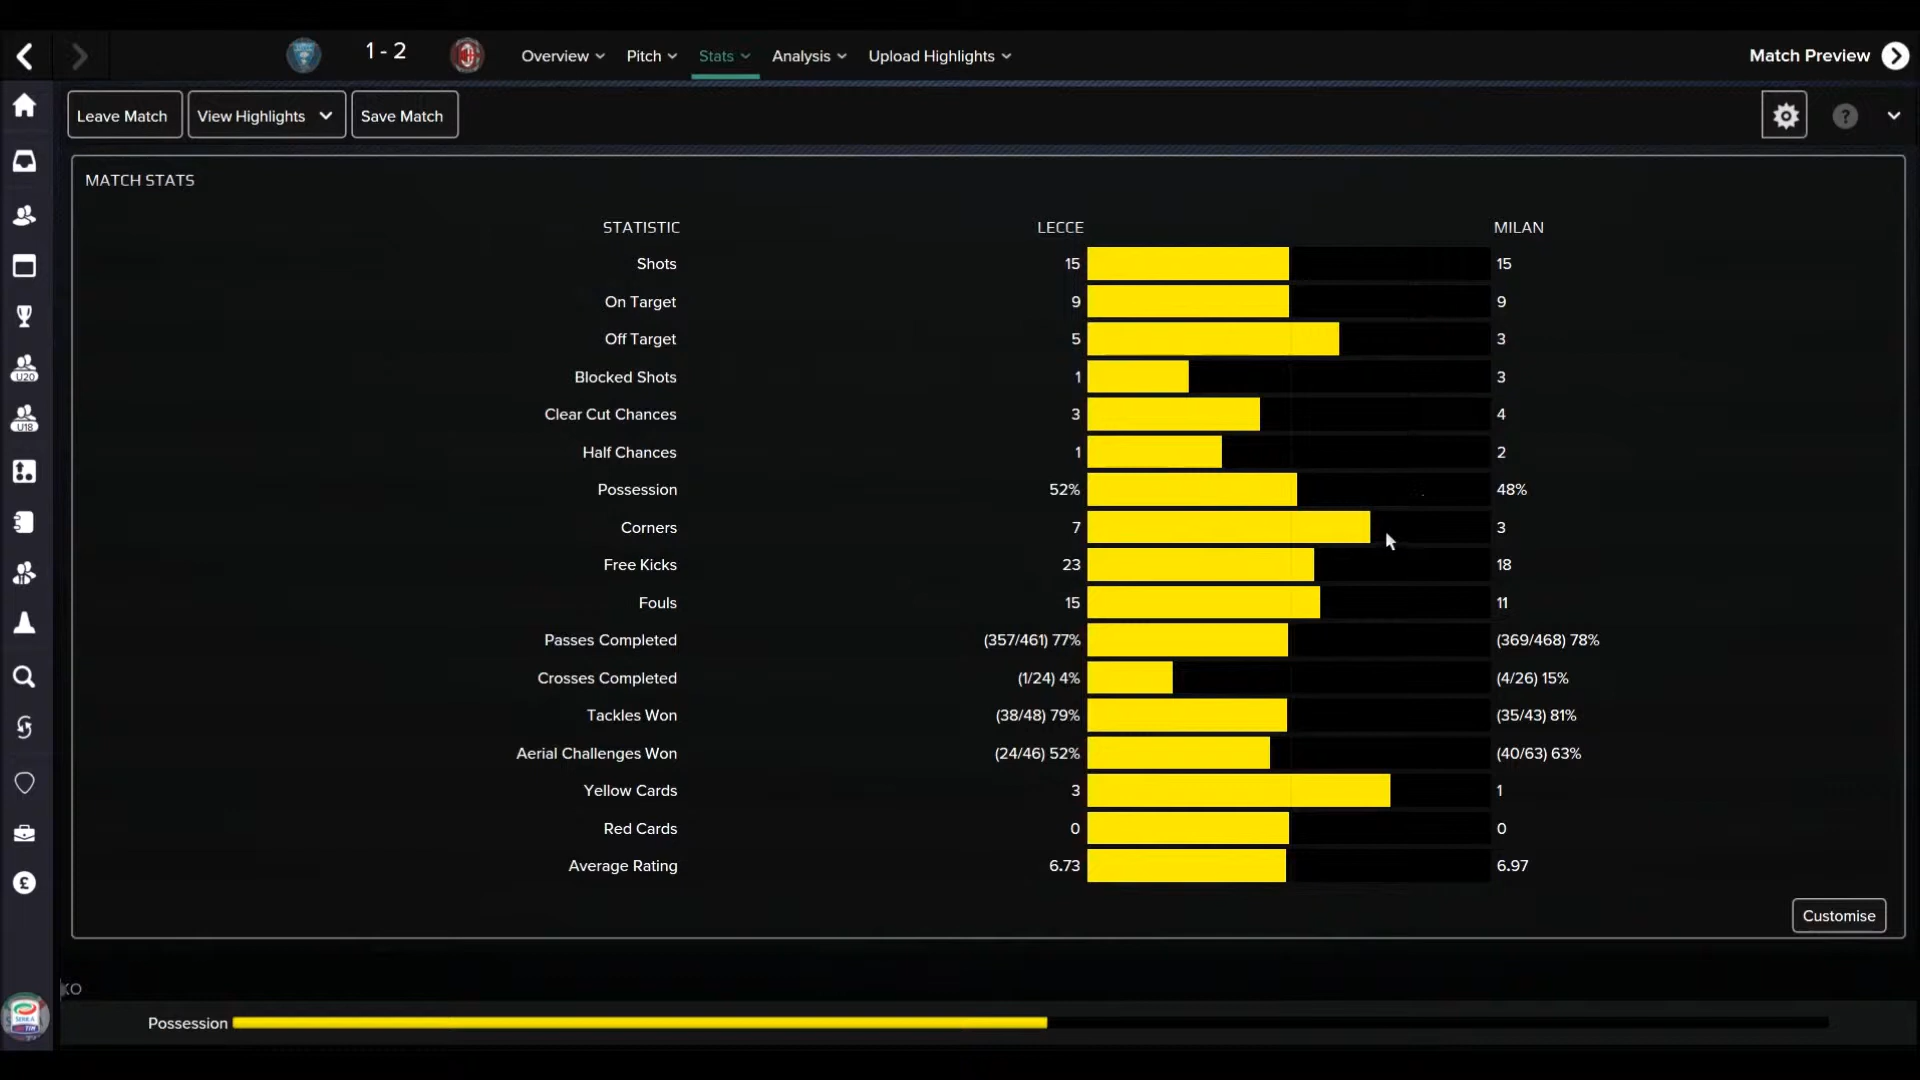 1 - 2 Overview Pitch Stats Analysis Upload Highlights Match Preview
Leave Match View Highlights Save Match ?
MATCH STATS
STATISTIC LECCE MILAN
Shots 15 15
On Target 9 9
Off Target 5 3
Blocked Shots 1 3
Clear Cut Chances 3 4
Half Chances 1 2
Possession 52% 48%
Corners 7 3
Free Kicks 23 18
Fouls 15 11
Passes Completed (357/461) 77% (369/468) 78%
Crosses Completed (1/24) 4% (4/26) 15%
Tackles Won (38/48) 79% (35/43) 81%
Aerial Challenges Won (24/46) 52% (40/63) 63%
Yellow Cards 3 1
Red Cards 0 0
Average Rating 6.73 6.97
Customise
KO
Possession
U20
U18
£
SERIE A
TIM